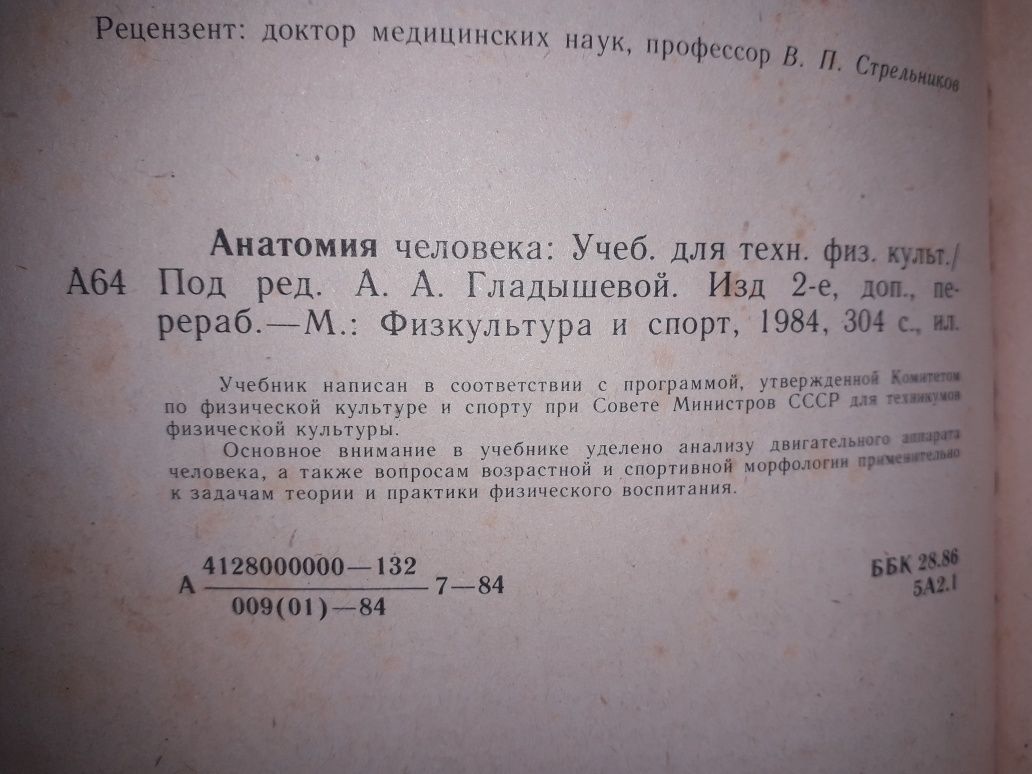 Рецензент: доктор медицинских наук, профессор В. П. Стрельников
Анатомия человека: Учеб. для техн. физ. культ./
А64 Под ред. А. А. Гладышевой. Изд 2-е, доп., пе-
рераб.—М.: Физкультура и спорт, 1984, 304 с., ил.
Учебник написан в соответствии с программой, утвержденной Комитетом
по физической культуре и спорту при Совете Министров СССР для техникумов
физической культуры.
Основное внимание в учебнике уделено анализу двигательного аппарата
человека, а также вопросам возрастной и спортивной морфологии применительно
к задачам теории и практики физического воспитания.
4128000000—132
А 7—84
009(01)—84
ББК 28.86
5А2.1